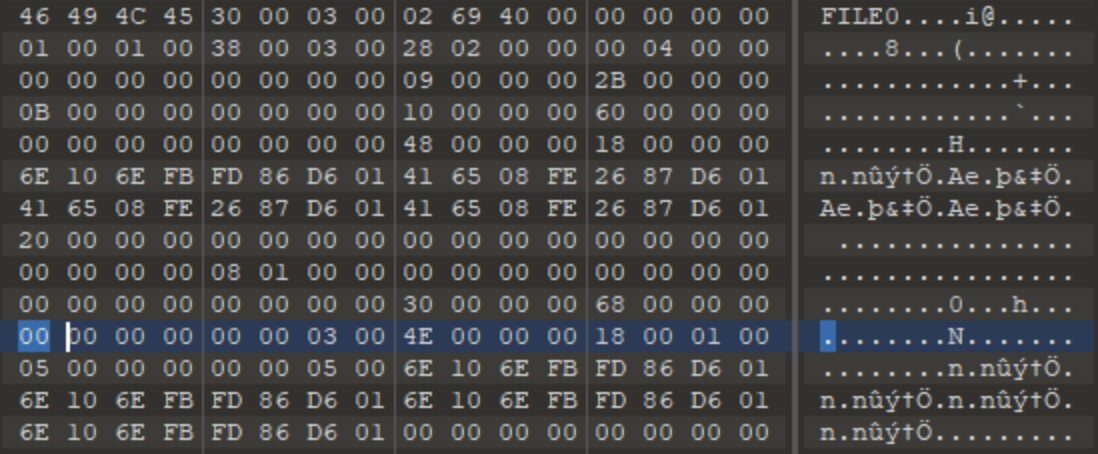 46 49 4C 45 30 00 03 00 02 69 40 00 00 00 00 00 FILE0....i@.....
01 00 01 00 38 00 03 00 28 02 00 00 00 04 00 00 ....8...(.......
00 00 00 00 00 00 00 00 09 00 00 00 2B 00 00 00 ............+...
0B 00 00 00 00 00 00 00 10 00 00 00 60 00 00 00 ............`...
00 00 00 00 00 00 00 00 48 00 00 00 18 00 00 00 ........H.......
6E 10 6E FB FD 86 D6 01 41 65 08 FE 26 87 D6 01 n.nûý†Ö.Ae.þ&‡Ö.
41 65 08 FE 26 87 D6 01 41 65 08 FE 26 87 D6 01 Ae.þ&‡Ö.Ae.þ&‡Ö.
20 00 00 00 00 00 00 00 00 00 00 00 00 00 00 00  ...............
00 00 00 00 08 01 00 00 00 00 00 00 00 00 00 00 ................
00 00 00 00 00 00 00 00 30 00 00 00 68 00 00 00 ........0...h...
00 00 00 00 00 00 03 00 4E 00 00 00 18 00 01 00 ........N.......
05 00 00 00 00 00 05 00 6E 10 6E FB FD 86 D6 01 ........n.nûý†Ö.
6E 10 6E FB FD 86 D6 01 6E 10 6E FB FD 86 D6 01 n.nûý†Ö.n.nûý†Ö.
6E 10 6E FB FD 86 D6 01 00 00 00 00 00 00 00 00 n.nûý†Ö.........